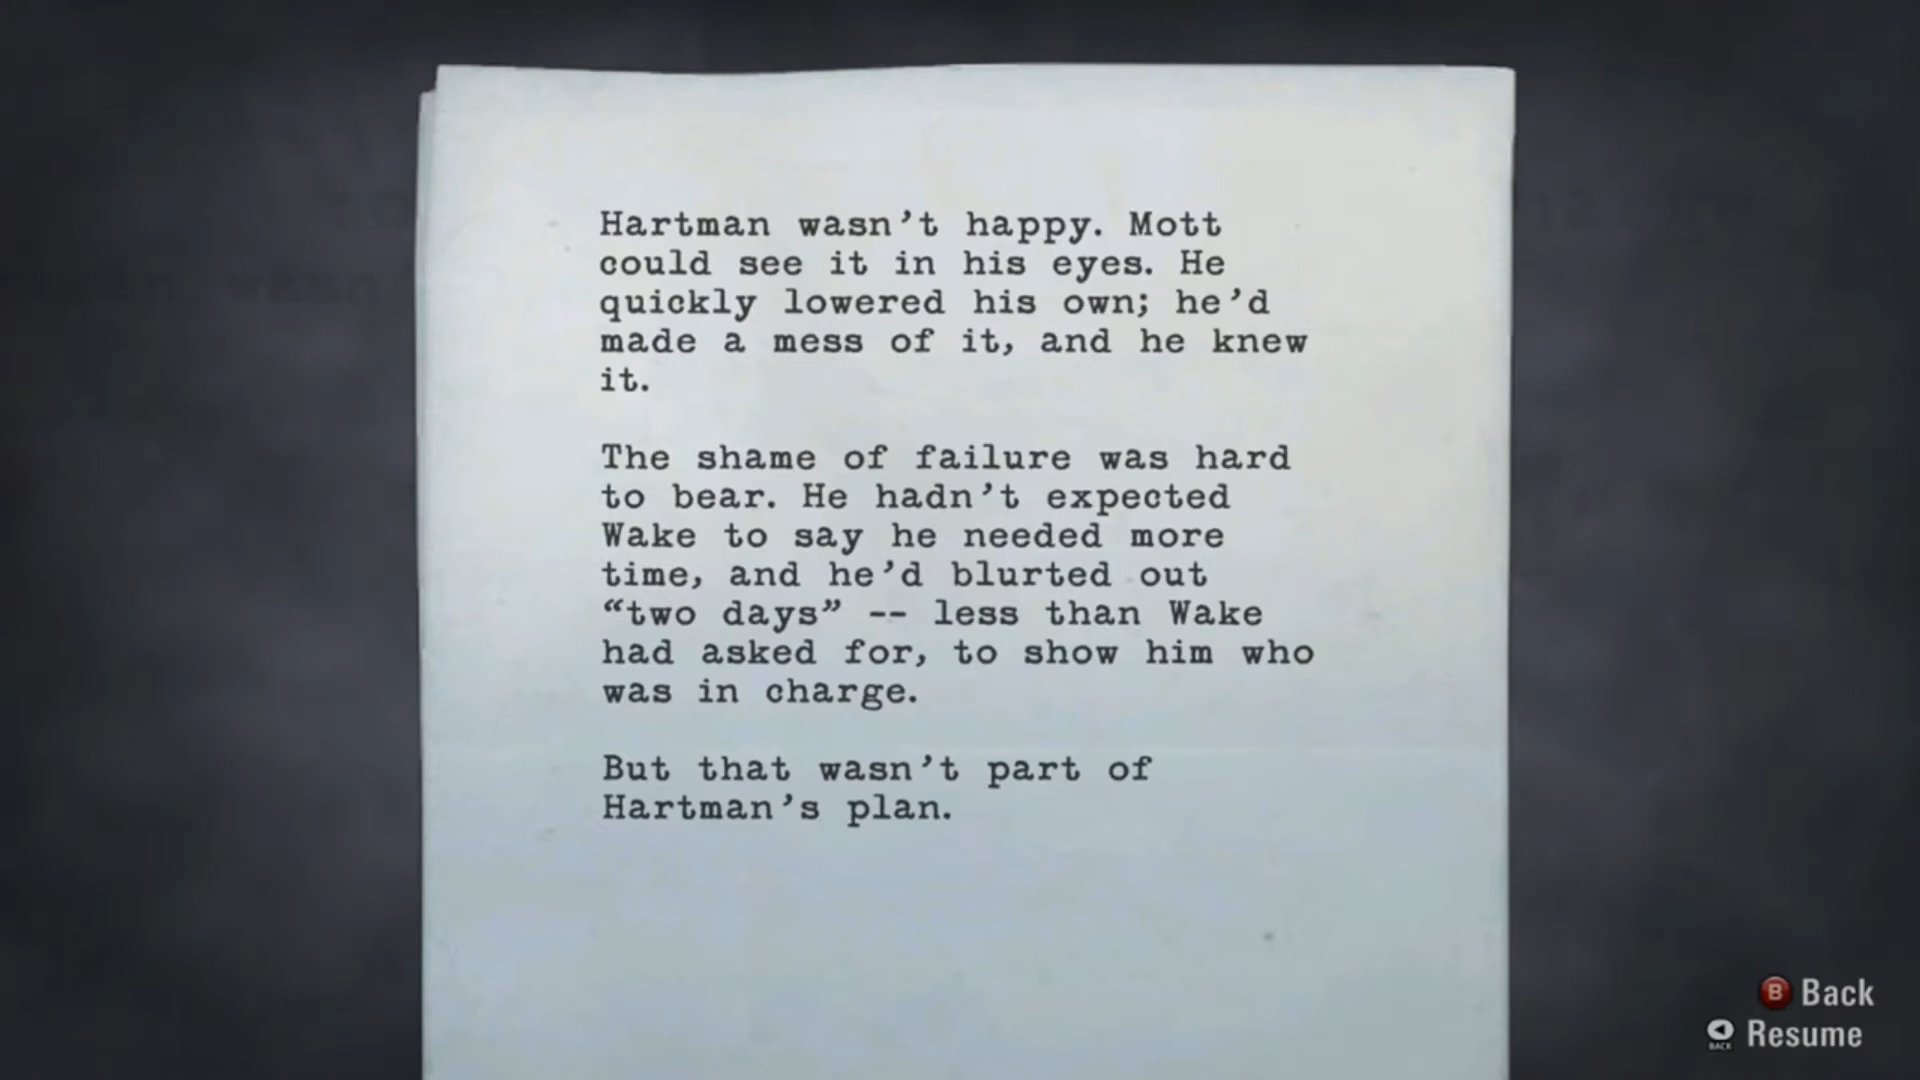 Hartman wasn’t happy. Mott
could see it in his eyes. He
quickly lowered his own; he’d
made a mess of it, and he knew
it.
The shame of failure was hard
to bear. He hadn’t expected
Wake to say he needed more
time, and he’d blurted out
“two days” -- less than Wake
had asked for, to show him who
was in charge.
But that wasn’t part of
Hartman’s plan.
B Back
BACK Resume